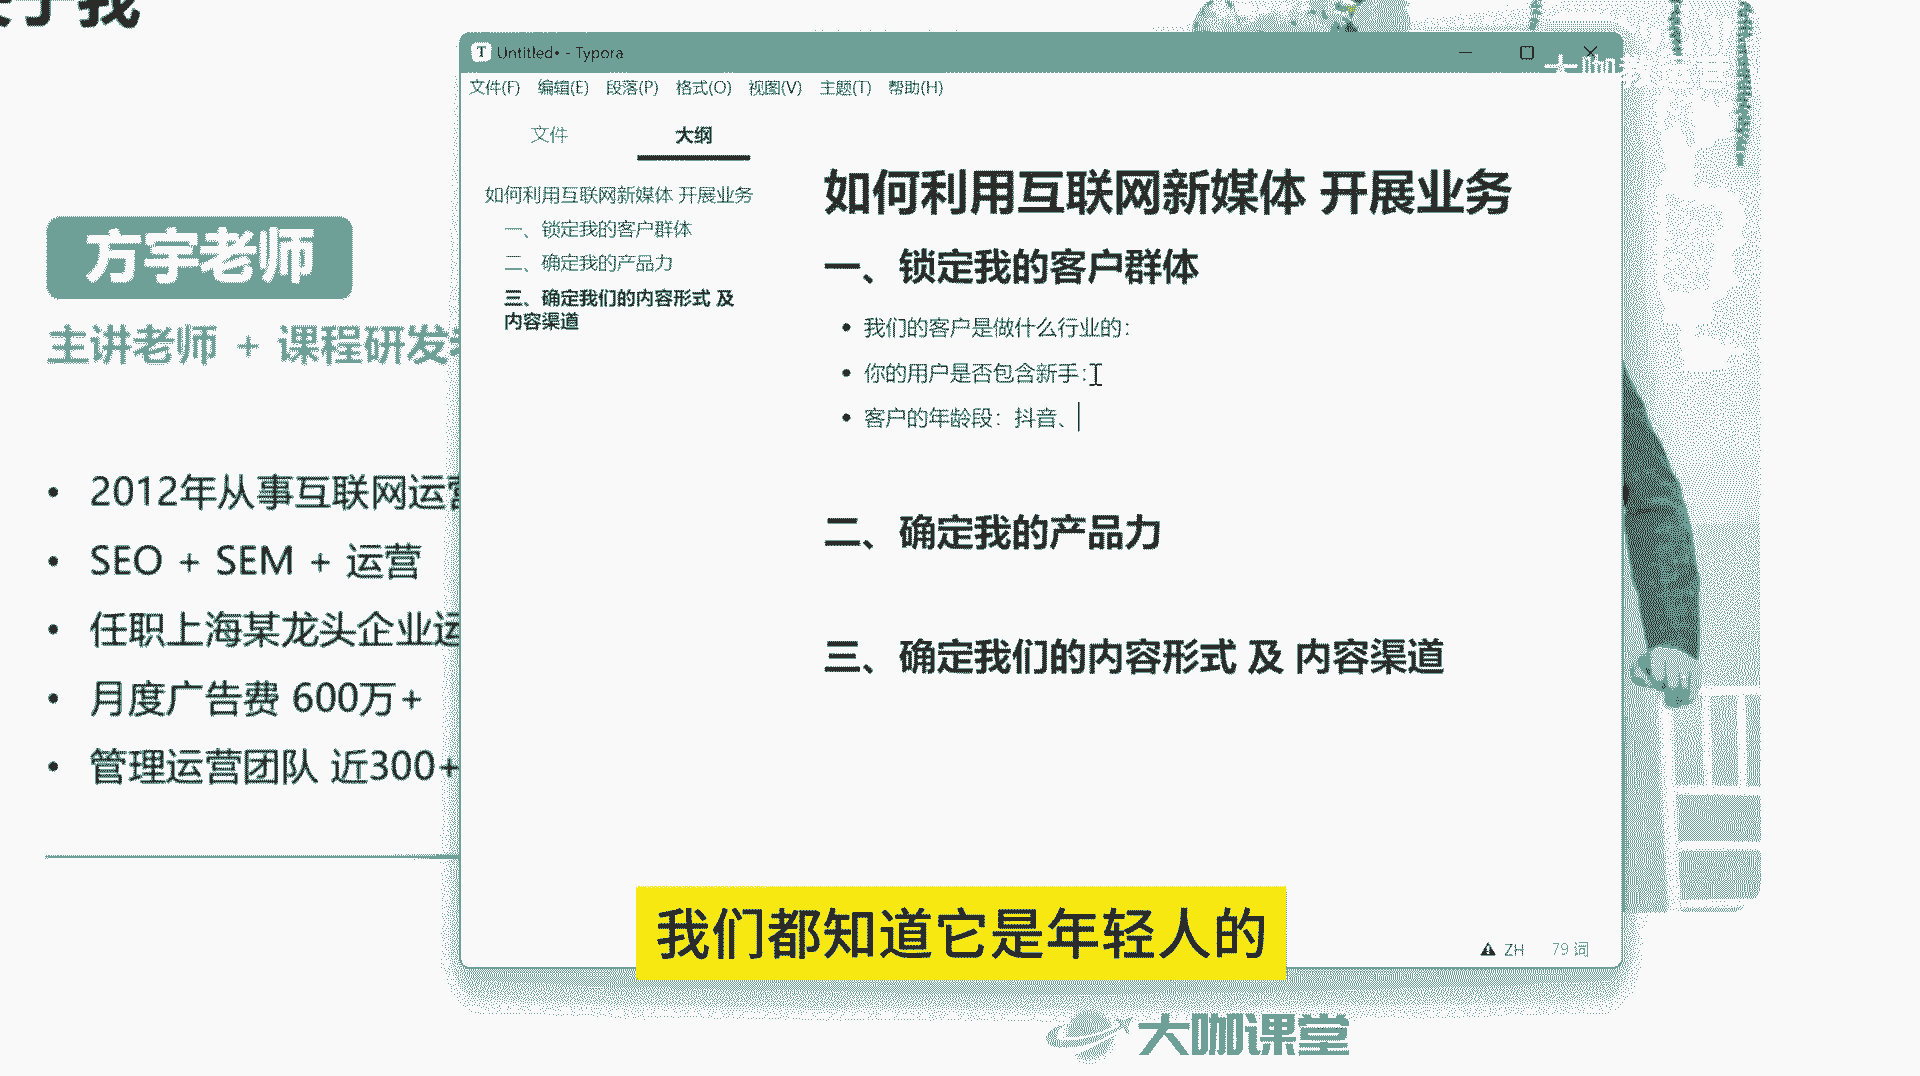 关于我
方宇老师
主讲老师 + 课程研发
2012年从事互联网运营
SEO + SEM + 运营
任职上海某龙头企业运
月度广告费 600万+
管理运营团队 近300+
Untitled• - Typora
文件(F) 编辑(E) 段落(P) 格式(O) 视图(V) 主题(T) 帮助(H)
文件 大纲
如何利用互联网新媒体 开展业务
一、锁定我的客户群体
二、确定我的产品力
三、确定我们的内容形式 及
内容渠道
如何利用互联网新媒体 开展业务
一、锁定我的客户群体
• 我们的客户是做什么行业的：
• 你的用户是否包含新手：
• 客户的年龄段：抖音、
二、确定我的产品力
三、确定我们的内容形式 及 内容渠道
ZH 79 词
我们都知道它是年轻人的
大咖课堂